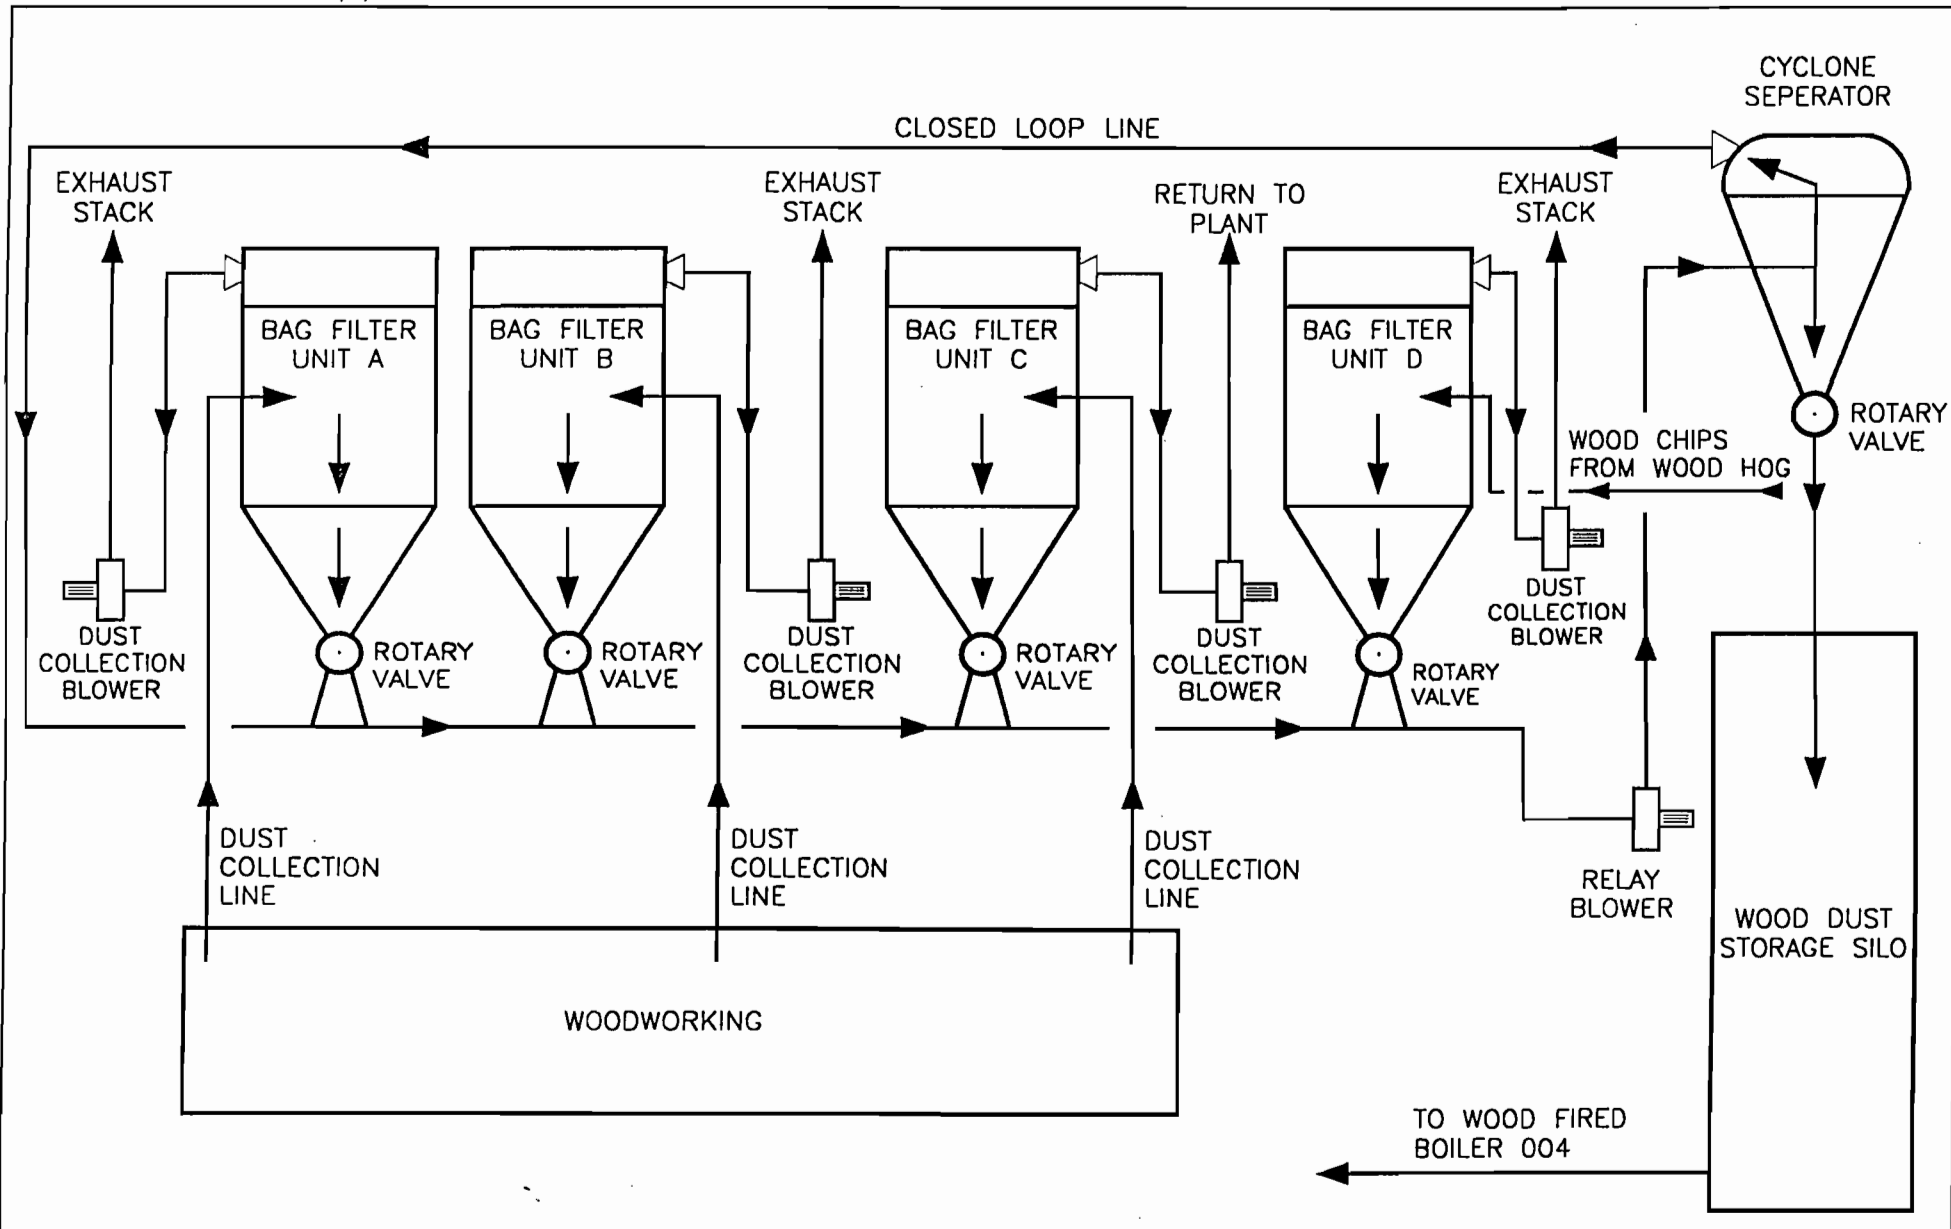 CYCLONE
SEPERATOR
CLOSED LOOP LINE
EXHAUST
STACK
EXHAUST
STACK
RETURN TO
PLANT
EXHAUST
STACK
BAG FILTER
UNIT A
BAG FILTER
UNIT B
BAG FILTER
UNIT C
BAG FILTER
UNIT D
ROTARY
VALVE
WOOD CHIPS
FROM WOOD HOG
DUST
COLLECTION
BLOWER
ROTARY
VALVE
ROTARY
VALVE
DUST
COLLECTION
BLOWER
ROTARY
VALVE
DUST
COLLECTION
BLOWER
ROTARY
VALVE
DUST
COLLECTION
BLOWER
DUST
COLLECTION
LINE
DUST
COLLECTION
LINE
DUST
COLLECTION
LINE
RELAY
BLOWER
WOOD DUST
STORAGE SILO
WOODWORKING
TO WOOD FIRED
BOILER 004